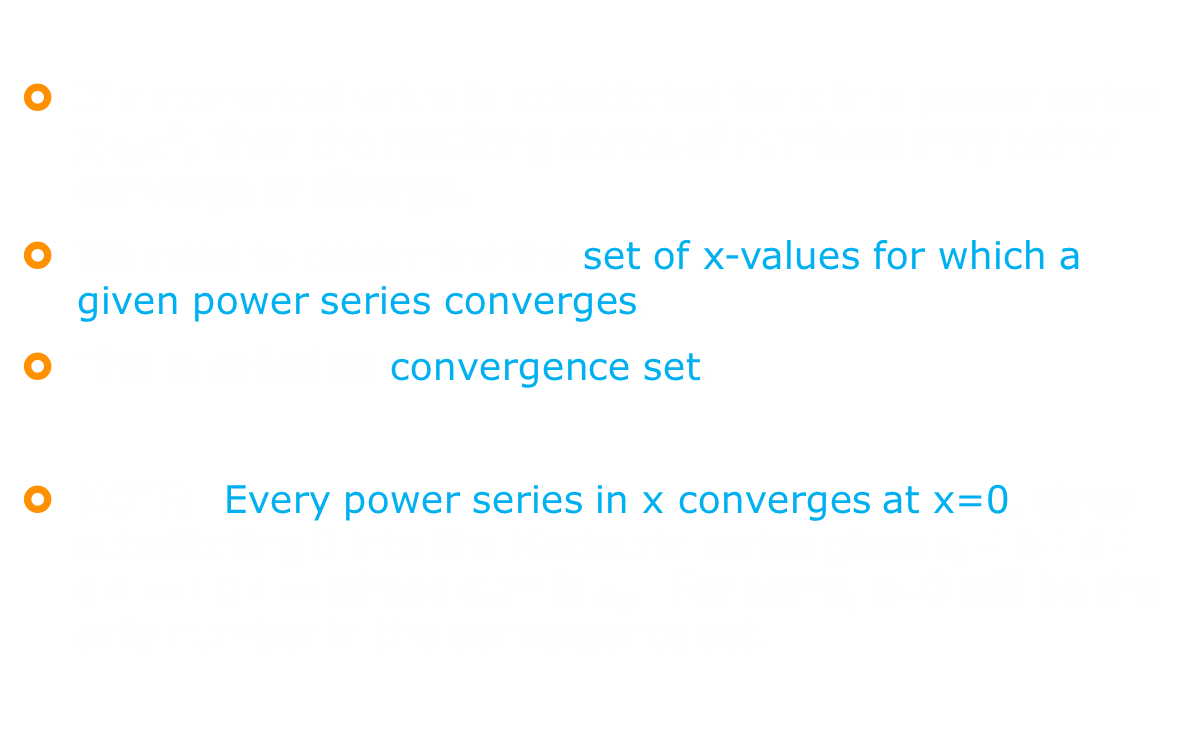 set of x-values for which a
given power series converges
convergence set
Every power series in x converges at x=0